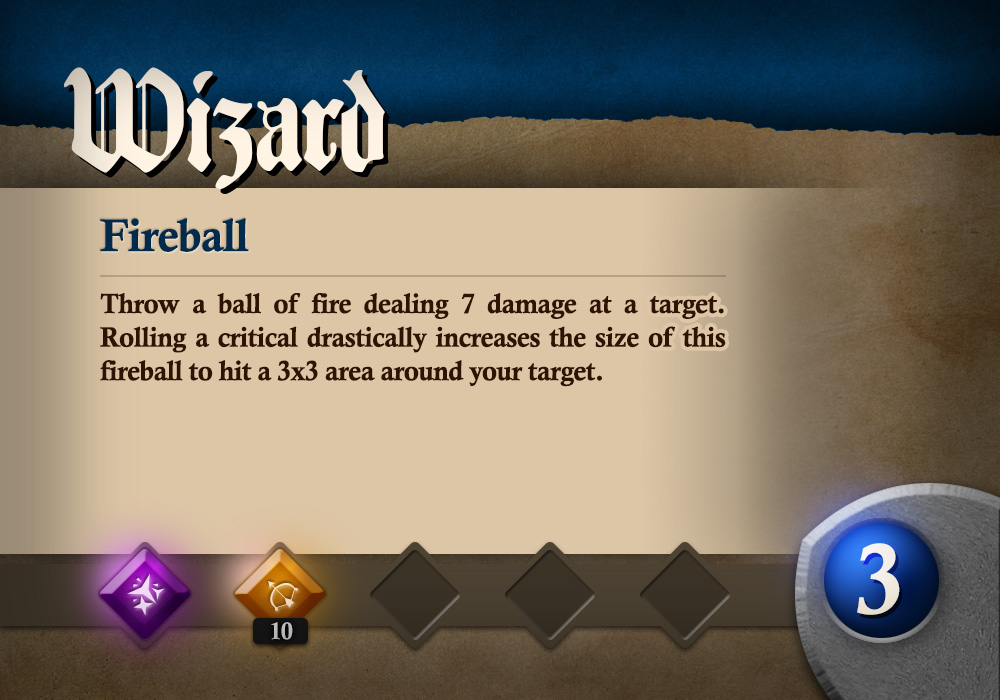 Wizard
Fireball
Throw a ball of fire dealing 7 damage at a target.
Rolling a critical drastically increases the size of this
fireball to hit a 3x3 area around your target.
10
3